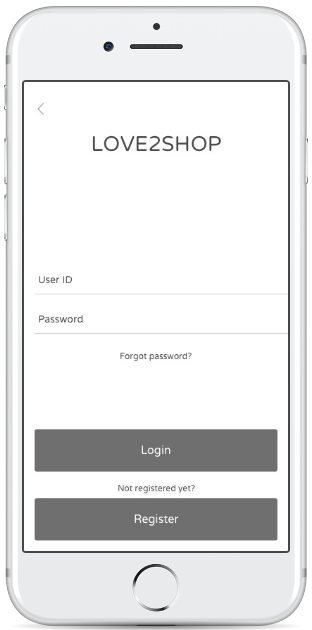 LOVE2SHOP
User ID
Password
Forgot password?
Login
Not registered yet?
Register